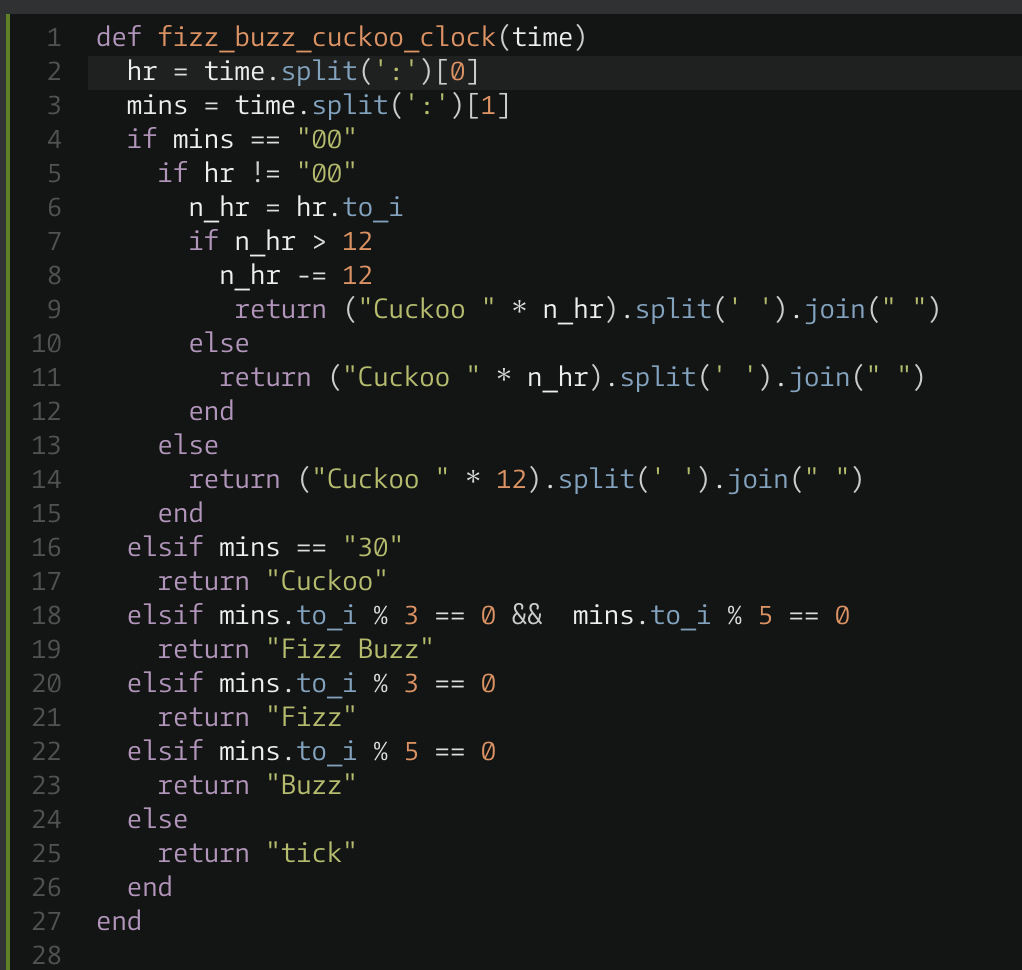 1 def fizz_buzz_cuckoo_clock(time)
2   hr = time.split(':')[0]
3   mins = time.split(':')[1]
4   if mins == "00"
5     if hr != "00"
6       n_hr = hr.to_i
7       if n_hr > 12
8         n_hr -= 12
9          return ("Cuckoo " * n_hr).split(' ').join(" ")
10       else
11         return ("Cuckoo " * n_hr).split(' ').join(" ")
12       end
13     else
14       return ("Cuckoo " * 12).split(' ').join(" ")
15     end
16   elsif mins == "30"
17     return "Cuckoo"
18   elsif mins.to_i % 3 == 0 &&  mins.to_i % 5 == 0
19     return "Fizz Buzz"
20   elsif mins.to_i % 3 == 0
21     return "Fizz"
22   elsif mins.to_i % 5 == 0
23     return "Buzz"
24   else
25     return "tick"
26   end
27 end
28